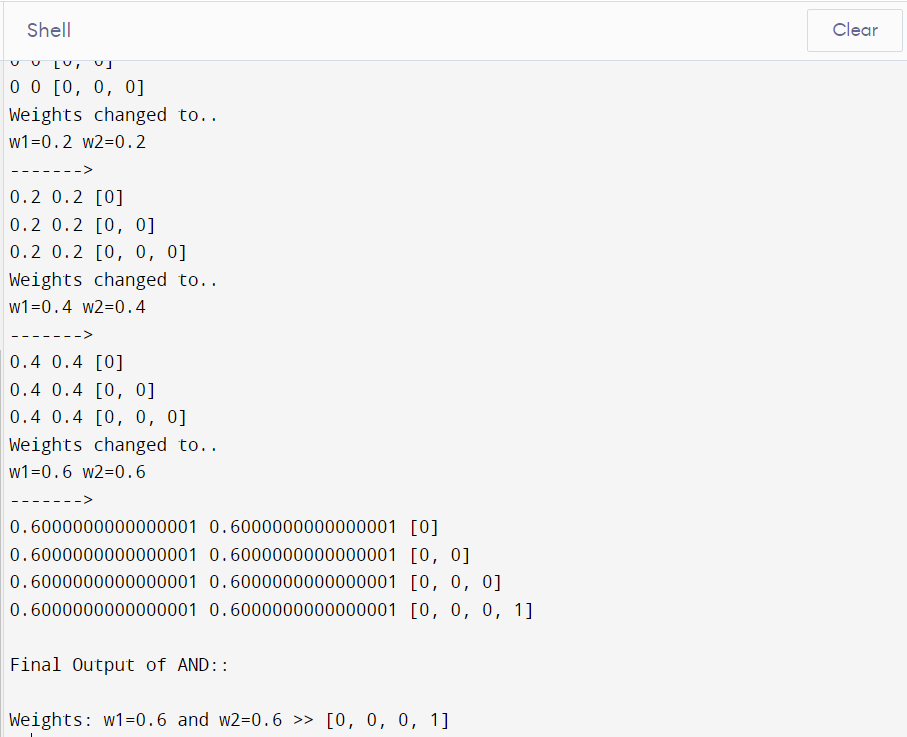 Shell
Clear
0 0 [0, 0]
0 0 [0, 0, 0]
Weights changed to..
w1=0.2 w2=0.2
------->
0.2 0.2 [0]
0.2 0.2 [0, 0]
0.2 0.2 [0, 0, 0]
Weights changed to..
w1=0.4 w2=0.4
------->
0.4 0.4 [0]
0.4 0.4 [0, 0]
0.4 0.4 [0, 0, 0]
Weights changed to..
w1=0.6 w2=0.6
------->
0.6000000000000001 0.6000000000000001 [0]
0.6000000000000001 0.6000000000000001 [0, 0]
0.6000000000000001 0.6000000000000001 [0, 0, 0]
0.6000000000000001 0.6000000000000001 [0, 0, 0, 1]
Final Output of AND::
Weights: w1=0.6 and w2=0.6 >> [0, 0, 0, 1]